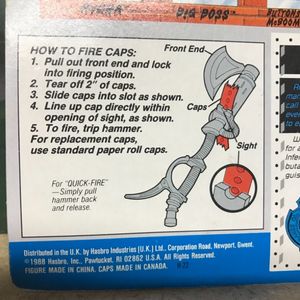 BIG BOSS
BUTTONS
McBOOM
HOW TO FIRE CAPS:
1. Pull out front end and lock
into firing position.
2. Tear off 2" of caps.
3. Slide caps into slot as shown.
4. Line up cap directly within
opening of sight, as shown.
5. To fire, trip hammer.
For replacement caps,
use standard paper roll caps.
Front End
Caps
Sight
For "QUICK-FIRE"
—Simply pull
hammer back
and release.
Distributed in the U.K. by Hasbro Industries (U.K.) Ltd., Corporation Road, Newport, Gwent.
©1988 Hasbro, Inc., Pawtucket, RI 02862 U.S.A. All Rights Reserved.
FIGURE MADE IN CHINA. CAPS MADE IN CANADA.